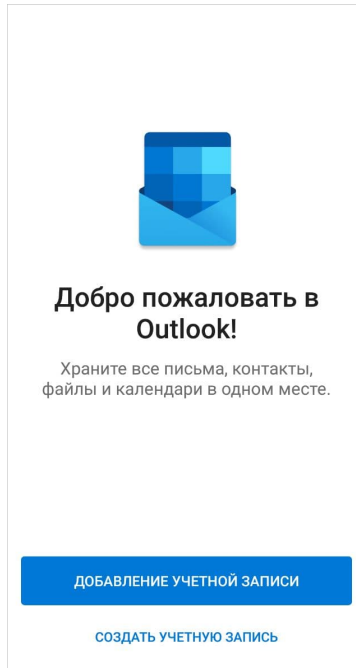 Добро пожаловать в
Outlook!
Храните все письма, контакты,
файлы и календари в одном месте.
ДОБАВЛЕНИЕ УЧЕТНОЙ ЗАПИСИ
СОЗДАТЬ УЧЕТНУЮ ЗАПИСЬ